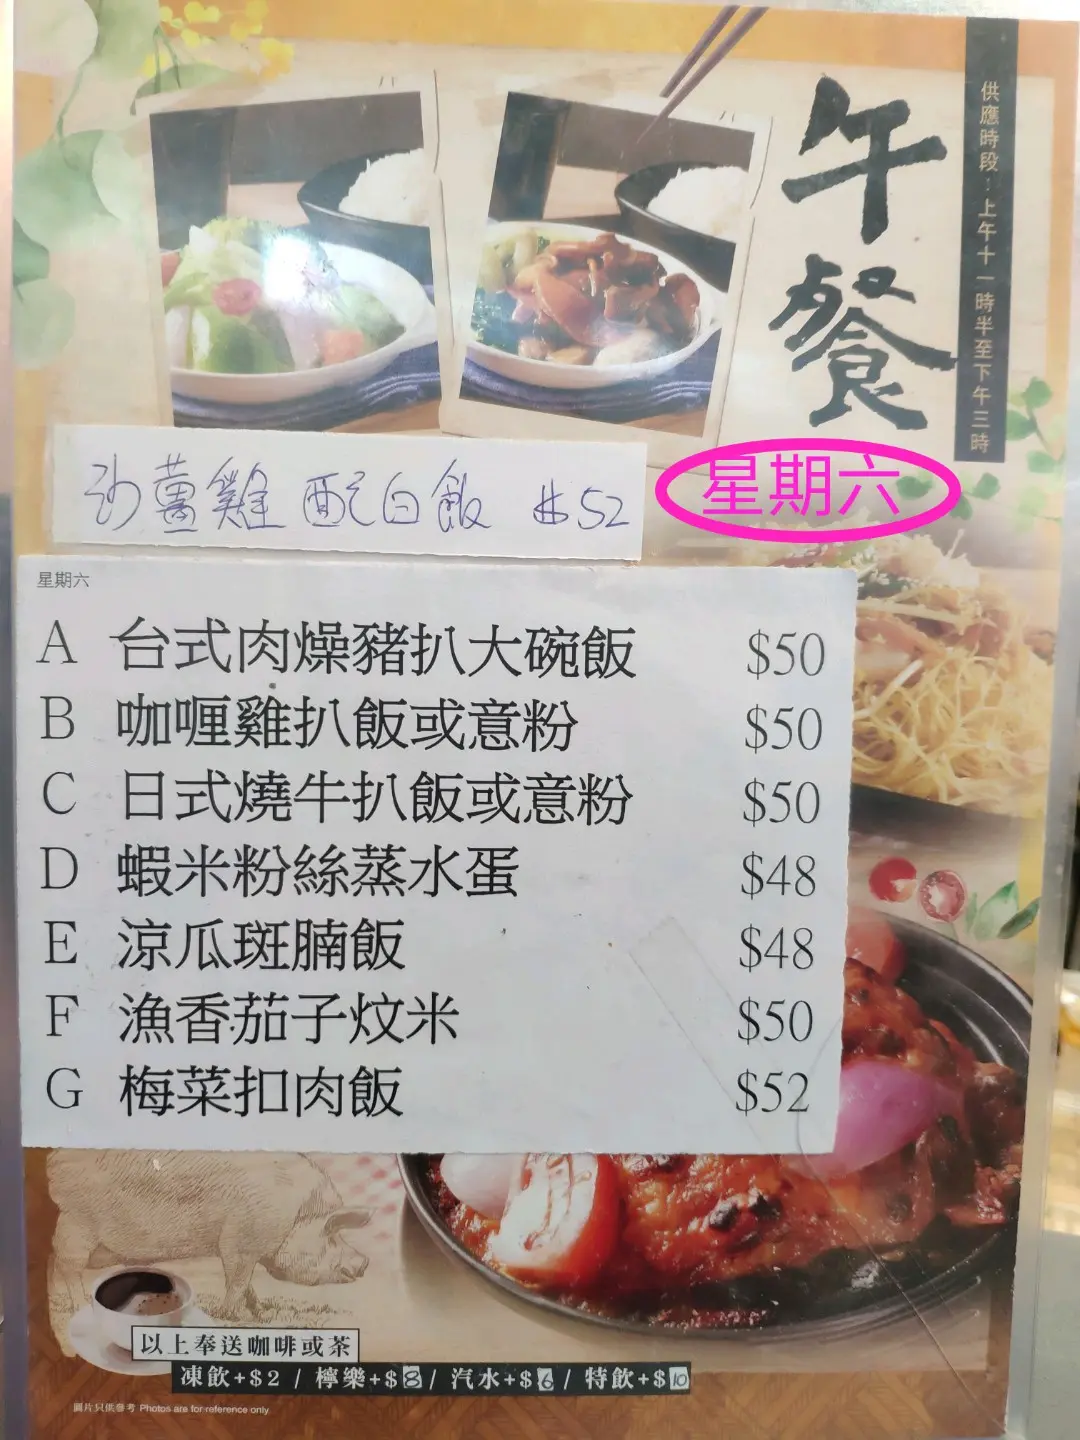 午餐
供應時段：上午十一時半至下午三時
沙薑雞配白飯 $52
星期六
星期六
A 台式肉燥豬扒大碗飯 $50
B 咖喱雞扒飯或意粉 $50
C 日式燒牛扒飯或意粉 $50
D 蝦米粉絲蒸水蛋 $48
E 涼瓜斑腩飯 $48
F 漁香茄子炆米 $50
G 梅菜扣肉飯 $52
以上奉送咖啡或茶
凍飲+$2 / 檸樂+$8 / 汽水+$6 / 特飲+$10
圖片只供參考 Photos are for reference only